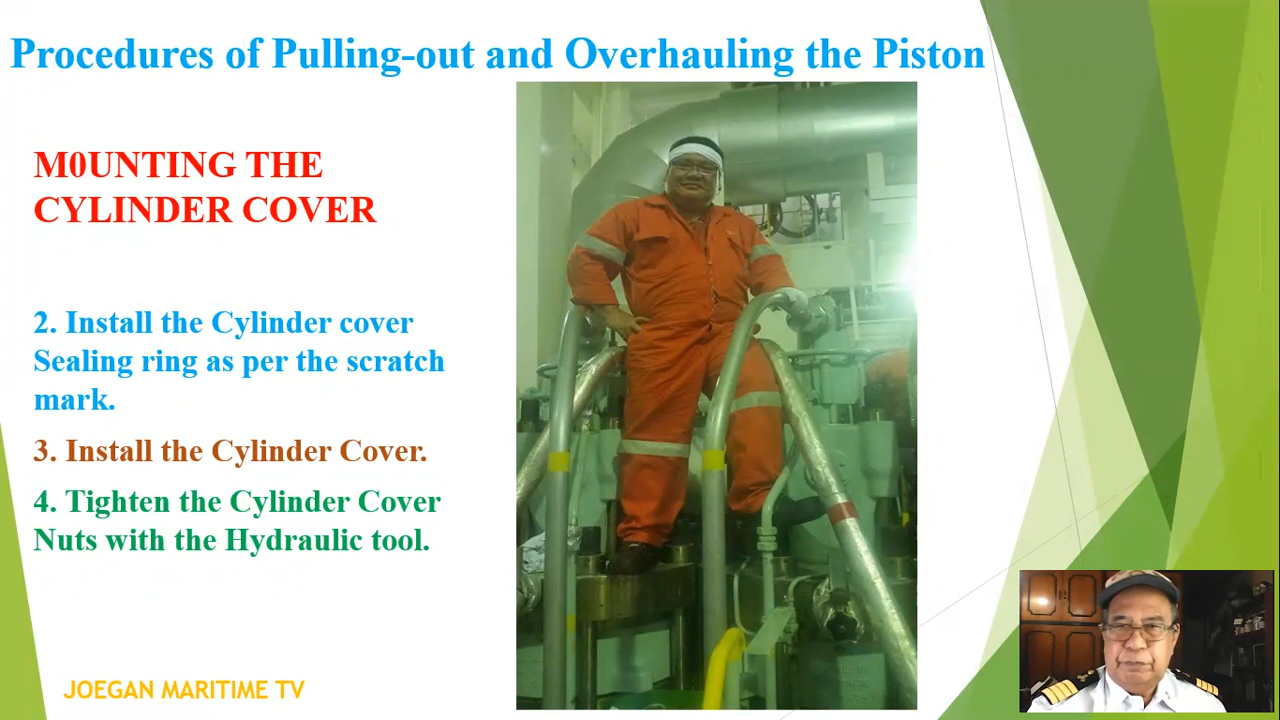 Procedures of Pulling-out and Overhauling the Piston
M0UNTING THE
CYLINDER COVER
2. Install the Cylinder cover
Sealing ring as per the scratch
mark.
3. Install the Cylinder Cover.
4. Tighten the Cylinder Cover
Nuts with the Hydraulic tool.
JOEGAN MARITIME TV